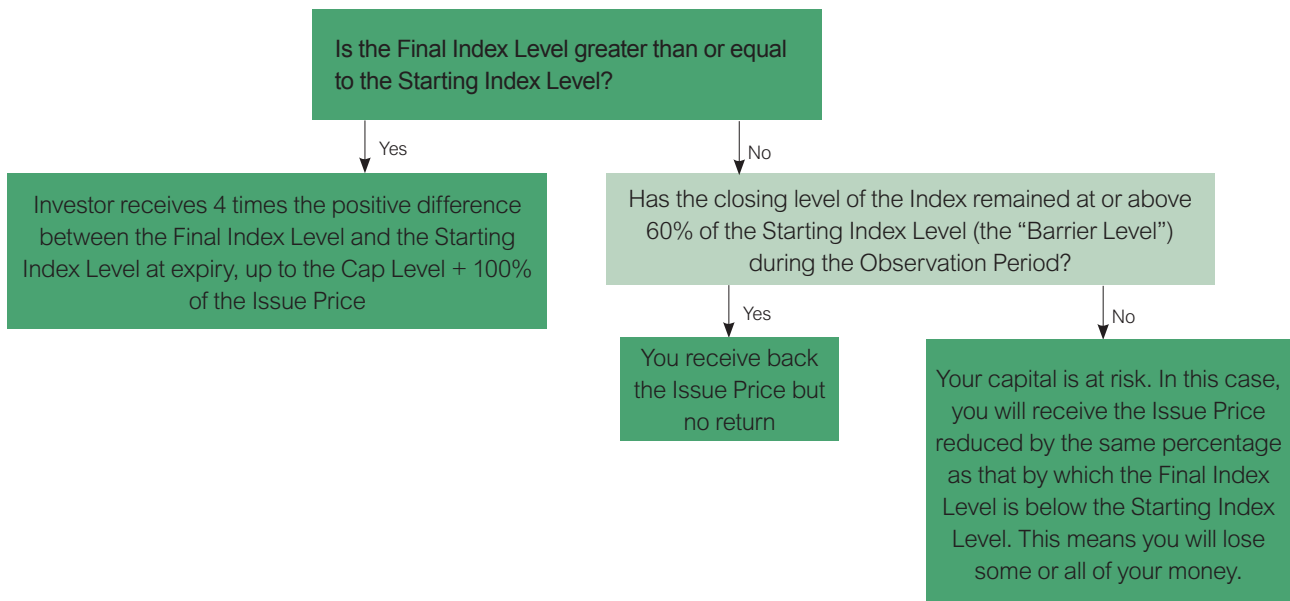 Is the Final Index Level greater than or equal
to the Starting Index Level?
Yes
No
Investor receives 4 times the positive difference
between the Final Index Level and the Starting
Index Level at expiry, up to the Cap Level + 100%
of the Issue Price
Has the closing level of the Index remained at or above
60% of the Starting Index Level (the “Barrier Level”)
during the Observation Period?
Yes
No
You receive back
the Issue Price but
no return
Your capital is at risk. In this case,
you will receive the Issue Price
reduced by the same percentage
as that by which the Final Index
Level is below the Starting Index
Level. This means you will lose
some or all of your money.